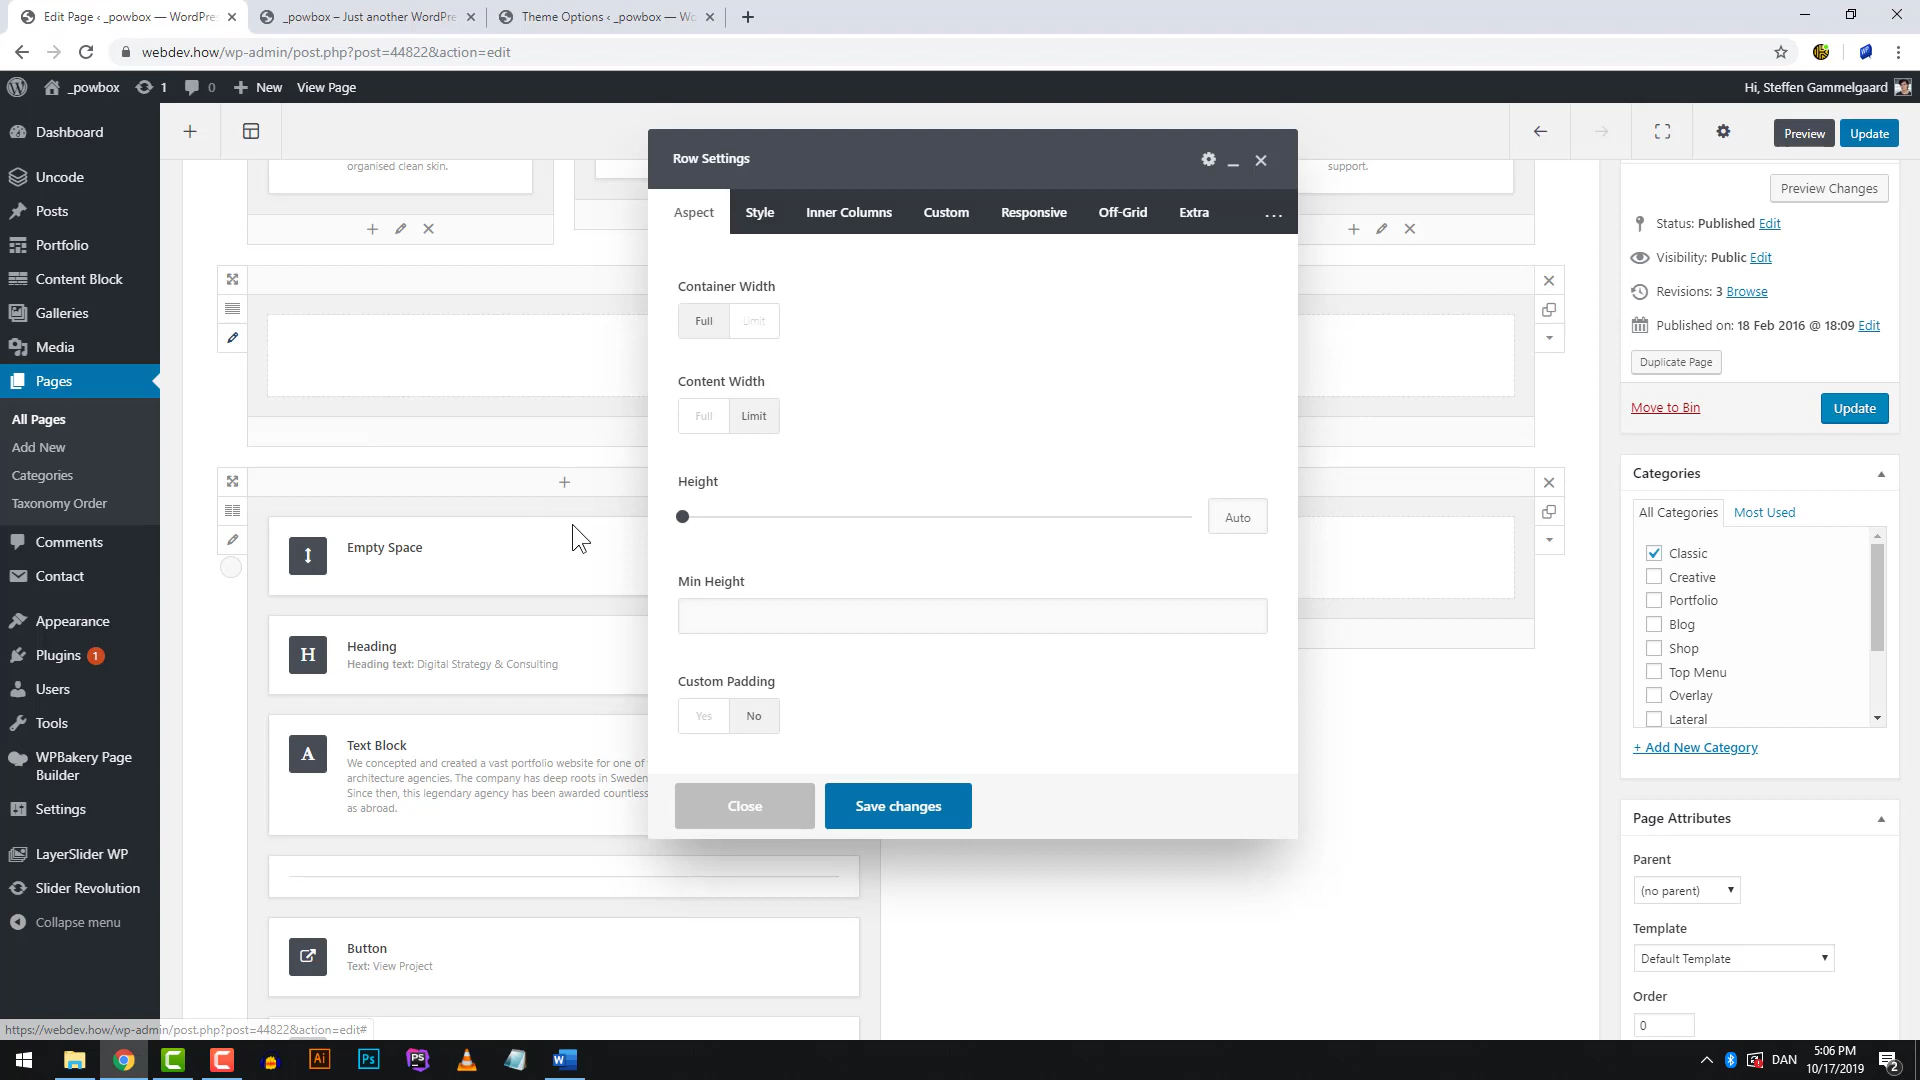 Edit Page ‹ _powbox — WordPre
_powbox – Just another WordPre
Theme Options ‹ _powbox — Wo
webdev.how/wp-admin/post.php?post=44822&action=edit
_powbox
1
0
New
View Page
Hi, Steffen Gammelgaard
Dashboard
Uncode
Posts
Portfolio
Content Block
Galleries
Media
Pages
All Pages
Add New
Categories
Taxonomy Order
Comments
Contact
Appearance
Plugins 1
Users
Tools
WPBakery Page
Builder
Settings
LayerSlider WP
Slider Revolution
Collapse menu
organised clean skin.
support.
Empty Space
Heading
Heading text: Digital Strategy & Consulting
Text Block
We concepted and created a vast portfolio website for one of
architecture agencies. The company has deep roots in Sweden
Since then, this legendary agency has been awarded countless
as abroad.
Button
Text: View Project
Row Settings
Aspect
Style
Inner Columns
Custom
Responsive
Off-Grid
Extra
...
Container Width
Full
Limit
Content Width
Full
Limit
Height
Auto
Min Height
Custom Padding
Yes
No
Close
Save changes
Preview
Update
Preview Changes
Status: Published Edit
Visibility: Public Edit
Revisions: 3 Browse
Published on: 18 Feb 2016 @ 18:09 Edit
Duplicate Page
Move to Bin
Update
Categories
All Categories
Most Used
Classic
Creative
Portfolio
Blog
Shop
Top Menu
Overlay
Lateral
+ Add New Category
Page Attributes
Parent
(no parent)
Template
Default Template
Order
0
https://webdev.how/wp-admin/post.php?post=44822&action=edit#
Ai
Ps
PS
W
DAN
5:06 PM
10/17/2019
2